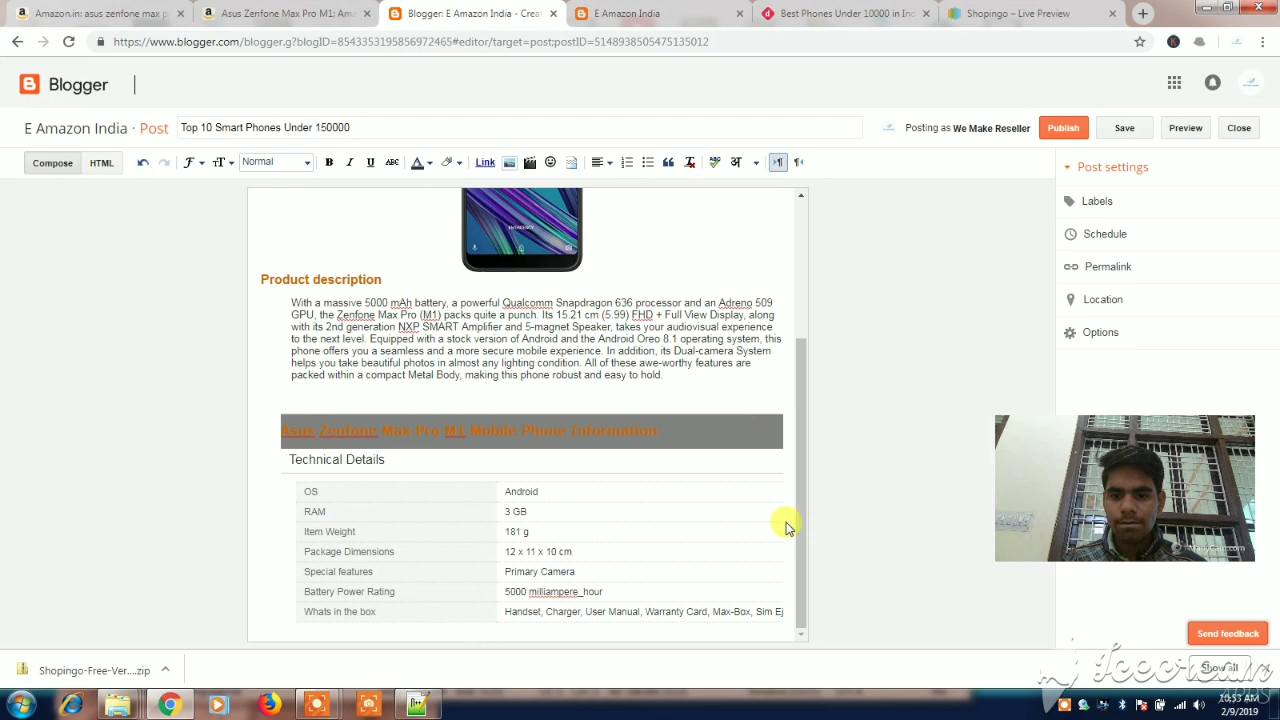 Amazon.in: asus zenfone max p
Asus Zenfone Max Pro M1: Ama
Blogger: E Amazon India - Creat
E Amazon India
Best Phones Under 10000 in Ind
Shopingo – Live Preview
https://www.blogger.com/blogger.g?blogID=8543353195856972465#editor/target=post;postID=5148938505475135012
Blogger
E Amazon India · Post
Top 10 Smart Phones Under 150000
Posting as We Make Reseller
Publish
Save
Preview
Close
Compose
HTML
Normal
B I U ABC
A
Link
अ
Post settings
Labels
Schedule
Permalink
Location
Options
Product description
With a massive 5000 mAh battery, a powerful Qualcomm Snapdragon 636 processor and an Adreno 509
GPU, the Zenfone Max Pro (M1) packs quite a punch. Its 15.21 cm (5.99) FHD + Full View Display, along
with its 2nd generation NXP SMART Amplifier and 5-magnet Speaker, takes your audiovisual experience
to the next level. Equipped with a stock version of Android and the Android Oreo 8.1 operating system, this
phone offers you a seamless and a more secure mobile experience. In addition, its Dual-camera System
helps you take beautiful photos in almost any lighting condition. All of these awe-worthy features are
packed within a compact Metal Body, making this phone robust and easy to hold.
Asus Zenfone Max Pro M1 Mobile Phone Information
Technical Details
OS Android
RAM 3 GB
Item Weight 181 g
Package Dimensions 12 x 11 x 10 cm
Special features Primary Camera
Battery Power Rating 5000 milliampere_hour
Whats in the box Handset, Charger, User Manual, Warranty Card, Max-Box, Sim Ej
ManyCam.com
Send feedback
Shopingo-Free-Ver....zip
Show all
Icecream
APPS
10:53 AM
2/9/2019